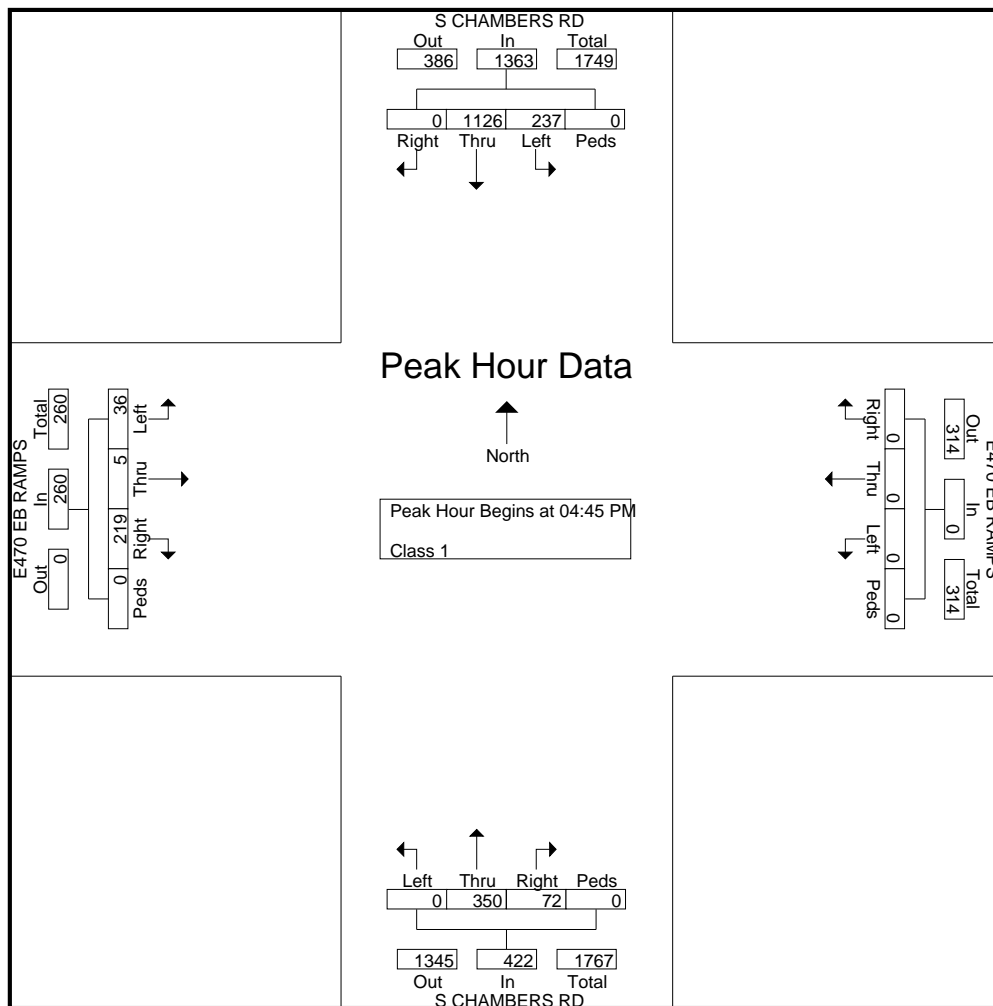 S CHAMBERS RD
Out In Total
386 1363 1749
0 1126 237 0
Right Thru Left Peds
Peak Hour Data
North
Peak Hour Begins at 04:45 PM
Class 1
E470 EB RAMPS
Out In Total
0 260 260
36 5 219 0
Left Thru Right Peds
E470 EB RAMPS
Out In Total
314 0 314
0 0 0 0
Right Thru Left Peds
Left Thru Right Peds
0 350 72 0
1345 422 1767
Out In Total
S CHAMBERS RD